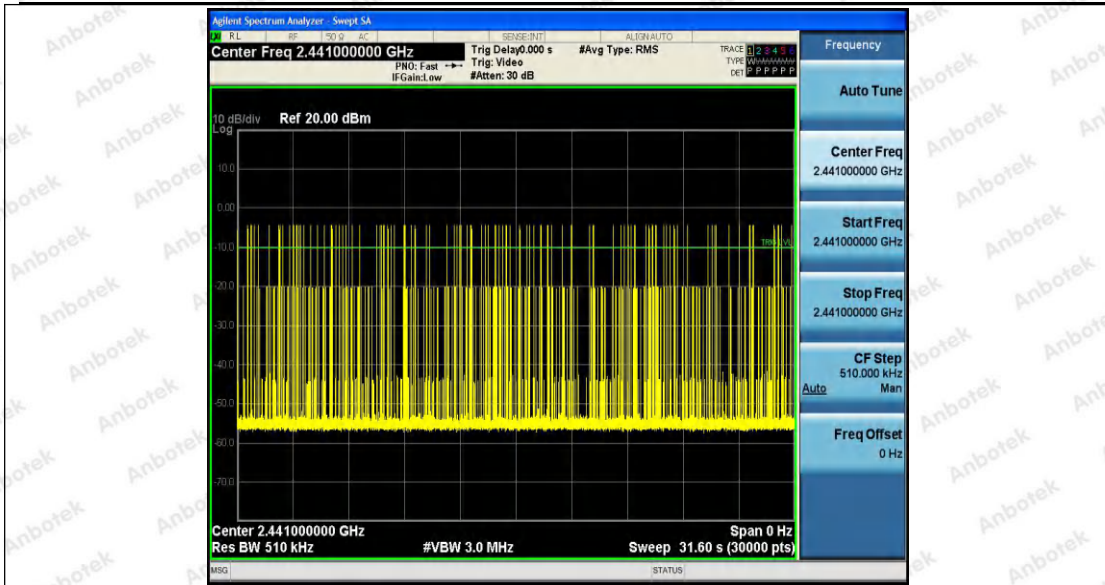 Agilent Spectrum Analyzer - Swept SA
RL RF 50 Ω AC SENSE:INT ALIGN AUTO
Center Freq 2.441000000 GHz
Trig Delay0.000 s #Avg Type: RMS
PNO: Fast Trig: Video
IFGain:Low #Atten: 30 dB
TRACE 1 2 3 4 5 6
TYPE
DET P P P P P P
10 dB/div Ref 20.00 dBm
Log
10.0
0.00
-10.0
-20.0
-30.0
-40.0
-50.0
-60.0
-70.0
Center 2.441000000 GHz Span 0 Hz
Res BW 510 kHz #VBW 3.0 MHz Sweep 31.60 s (30000 pts)
MSG STATUS
Frequency
Auto Tune
Center Freq
2.441000000 GHz
Start Freq
2.441000000 GHz
Stop Freq
2.441000000 GHz
CF Step
510.000 kHz
Auto Man
Freq Offset
0 Hz
Anbotek